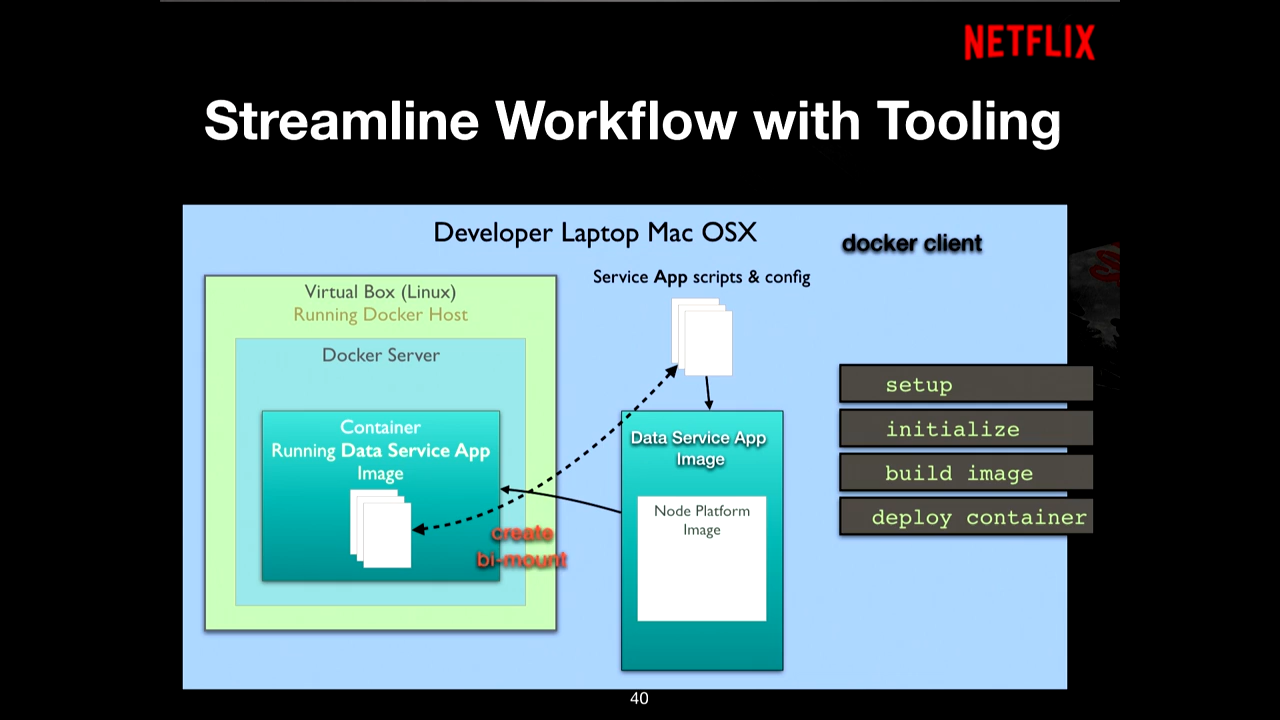 NETFLIX
Streamline Workflow with Tooling
Developer Laptop Mac OSX
docker client
Service App scripts & config
Virtual Box (Linux)
Running Docker Host
Docker Server
Container
Running Data Service App
Image
create
bi-mount
Data Service App
Image
Node Platform
Image
setup
initialize
build image
deploy container
40